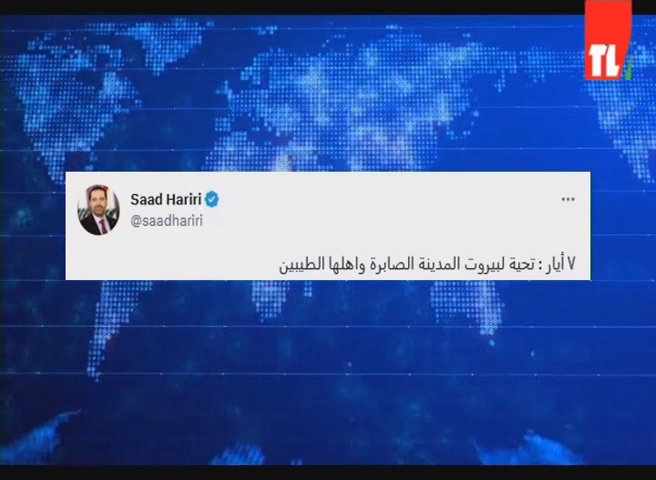 TL
Saad Hariri
@saadhariri
٧ أيار : تحية لبيروت المدينة الصابرة واهلها الطيبين